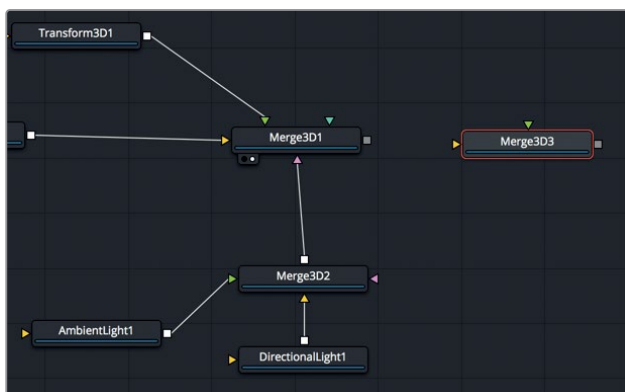 Transform3D1
Merge3D1
Merge3D3
Merge3D2
AmbientLight1
DirectionalLight1